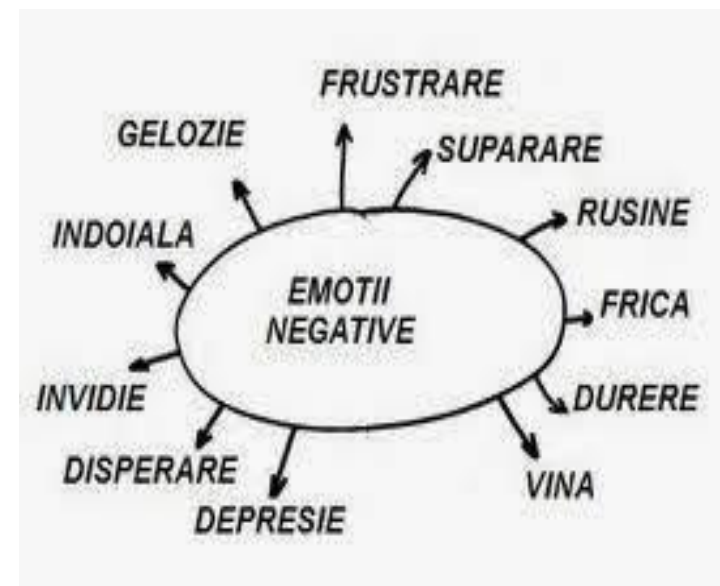 FRUSTRARE
GELOZIE
SUPARARE
RUSINE
INDOIALA
EMOTII
NEGATIVE
FRICA
INVIDIE
DURERE
DISPERARE
VINA
DEPRESIE